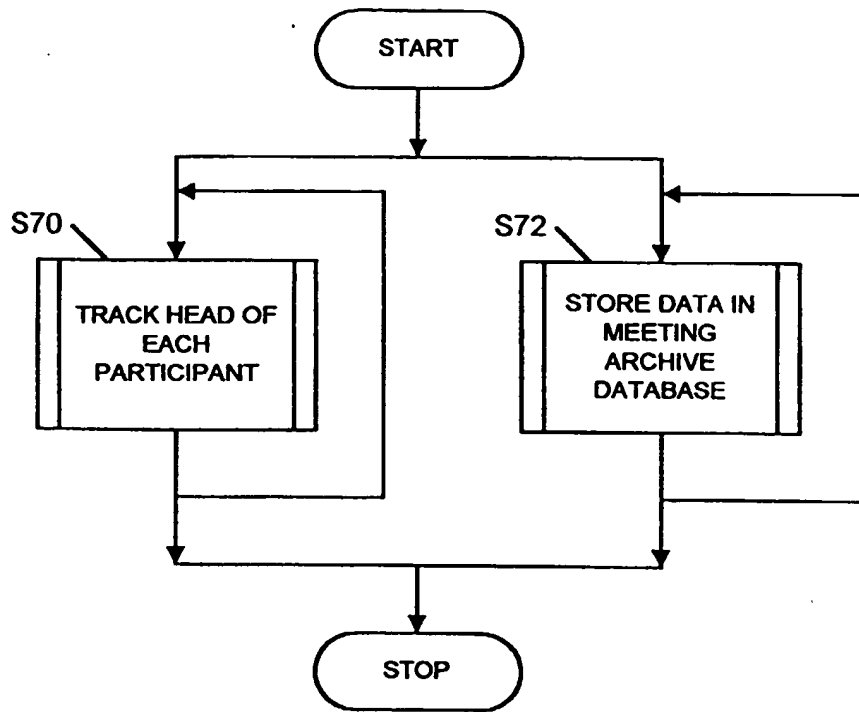 START
S70
TRACK HEAD OF
EACH
PARTICIPANT
S72
STORE DATA IN
MEETING
ARCHIVE
DATABASE
STOP